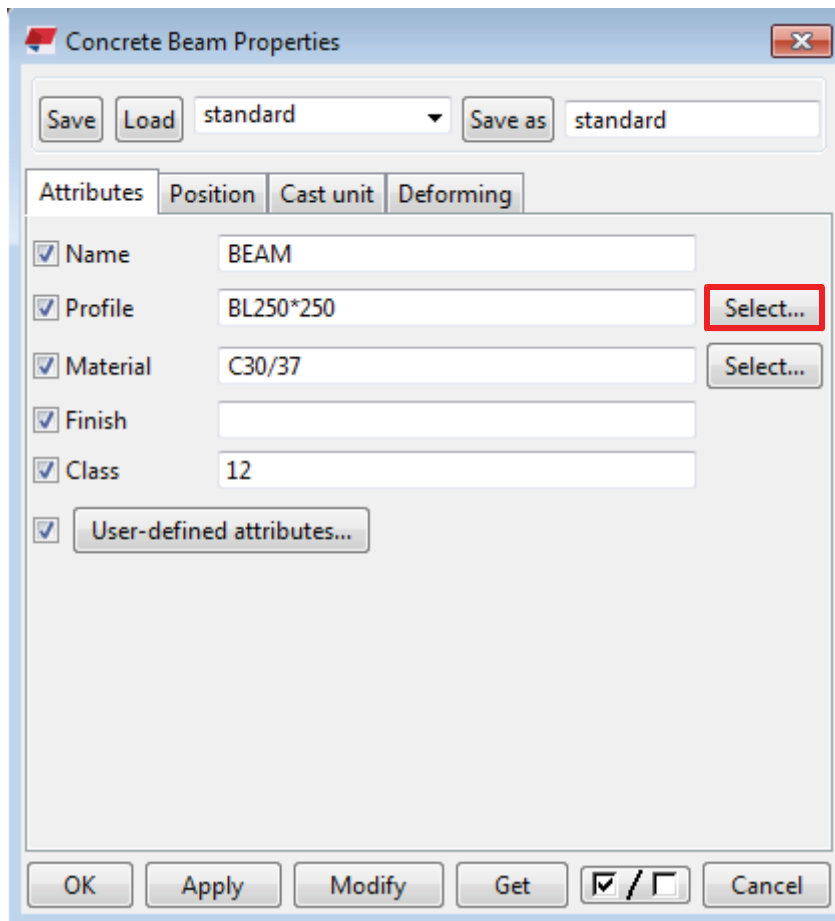 Concrete Beam Properties
Save Load standard Save as standard
Attributes Position Cast unit Deforming
Name BEAM
Profile BL250*250 Select...
Material C30/37 Select...
Finish
Class 12
User-defined attributes...
OK Apply Modify Get / Cancel